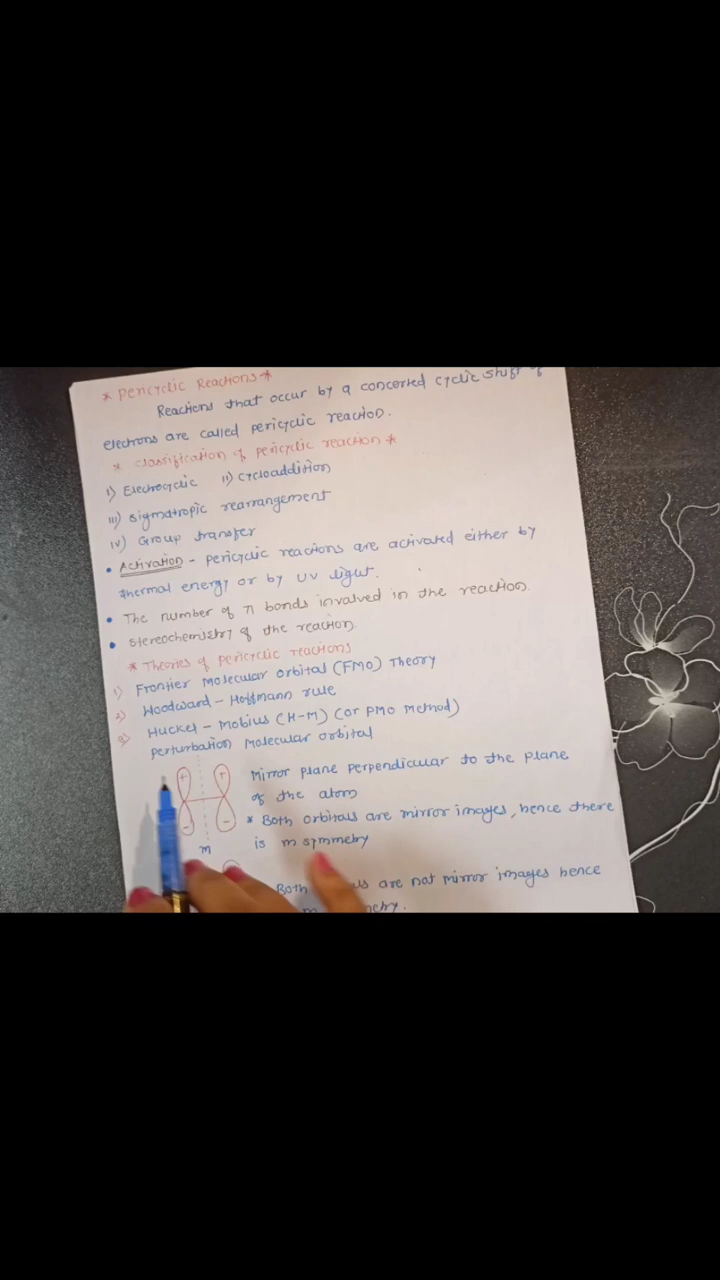 * Pericyclic Reactions *
Reactions that occur by a concerted cyclic shift of
electrons are called pericyclic reaction.
* classification of pericyclic reaction *
i) Electrocyclic ii) cycloaddition
iii) sigmatropic rearrangement
iv) Group transfer
• Activation - pericyclic reactions are activated either by
thermal energy or by UV light.
• The number of π bonds involved in the reaction.
• stereochemistry of the reaction.
* Theories of pericyclic reactions
1) Frontier Molecular orbital (FMO) Theory
2) Woodward - Hoffmann rule
3) Huckel - Mobius (H-M) (or PMO Method)
perturbation Molecular orbital
+ +
Mirror plane perpendicular to the plane
of the atom
- -
* Both orbitals are mirror images, hence there
m
is m symmetry
Both are not mirror images hence
m